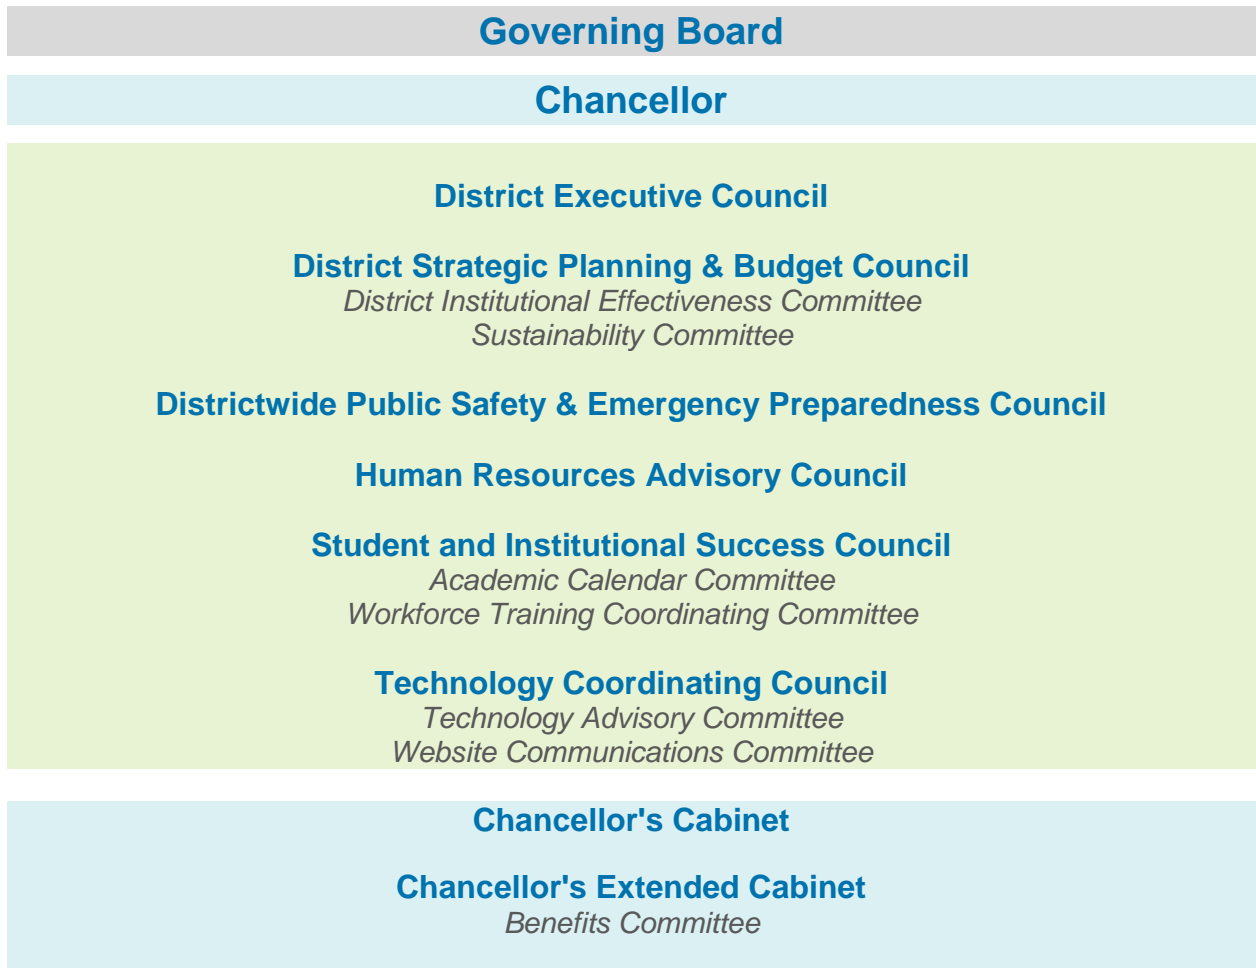 Governing Board
Chancellor
District Executive Council
District Strategic Planning & Budget Council
District Institutional Effectiveness Committee
Sustainability Committee
Districtwide Public Safety & Emergency Preparedness Council
Human Resources Advisory Council
Student and Institutional Success Council
Academic Calendar Committee
Workforce Training Coordinating Committee
Technology Coordinating Council
Technology Advisory Committee
Website Communications Committee
Chancellor's Cabinet
Chancellor's Extended Cabinet
Benefits Committee